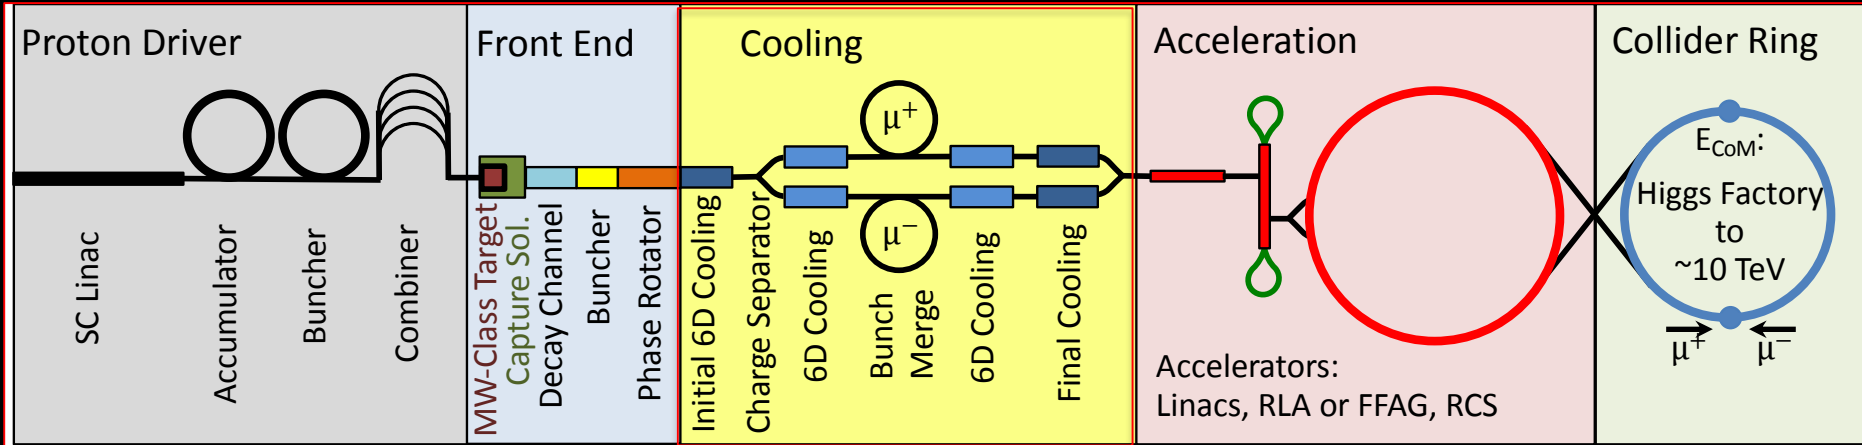 Proton Driver
SC Linac
Accumulator
Buncher
Combiner
Front End
MW-Class Target
Capture Sol.
Decay Channel
Buncher
Phase Rotator
Cooling
μ⁺
μ⁻
Initial 6D Cooling
Charge Separator
6D Cooling
Bunch
Merge
6D Cooling
Final Cooling
Acceleration
Accelerators:
Linacs, RLA or FFAG, RCS
Collider Ring
E_CoM:
Higgs Factory
to
~10 TeV
μ⁺ μ⁻